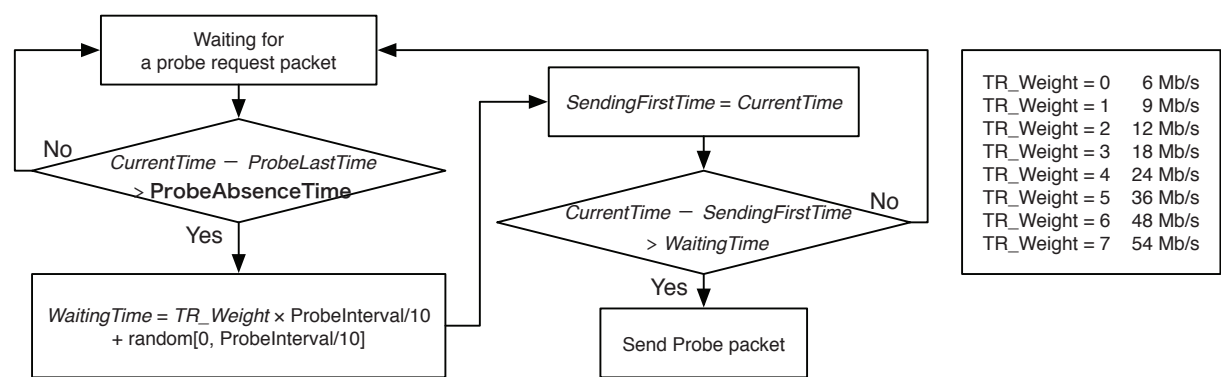 Waiting for
a probe request packet
No
CurrentTime － ProbeLastTime
> ProbeAbsenceTime
Yes
WaitingTime = TR_Weight × ProbeInterval/10
+ random[0, ProbeInterval/10]
SendingFirstTime = CurrentTime
No
CurrentTime － SendingFirstTime
> WaitingTime
Yes
Send Probe packet
TR_Weight = 0 6 Mb/s
TR_Weight = 1 9 Mb/s
TR_Weight = 2 12 Mb/s
TR_Weight = 3 18 Mb/s
TR_Weight = 4 24 Mb/s
TR_Weight = 5 36 Mb/s
TR_Weight = 6 48 Mb/s
TR_Weight = 7 54 Mb/s